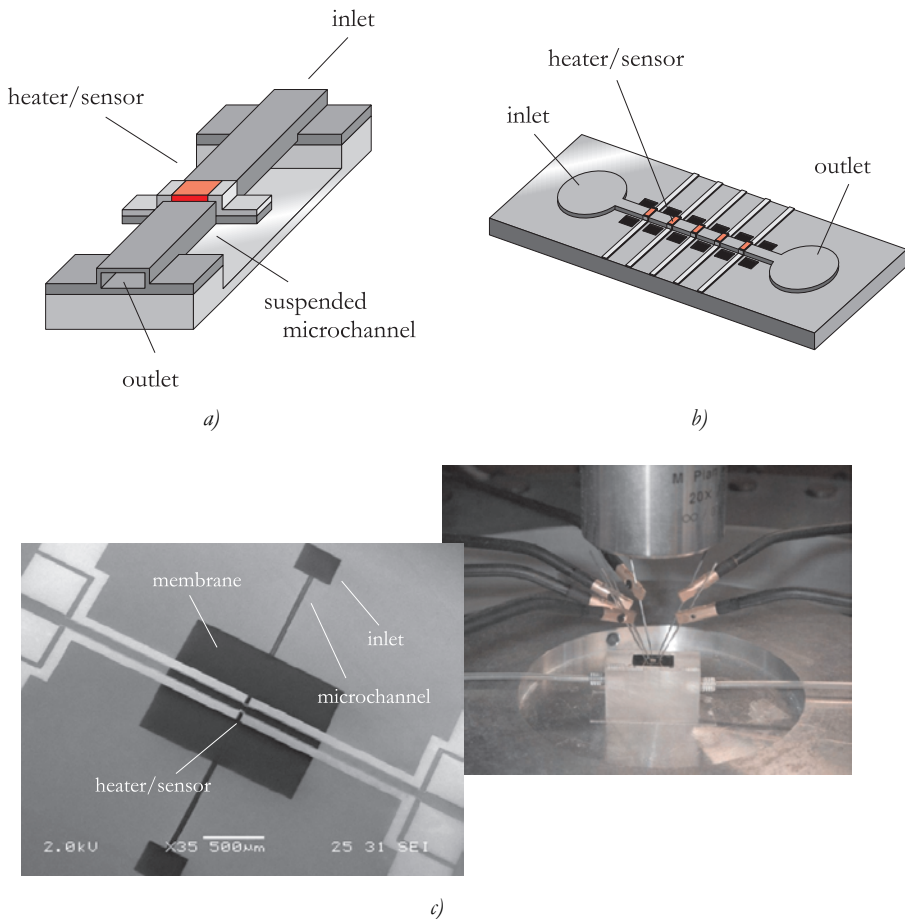 inlet
heater/sensor
suspended
microchannel
outlet
a)
heater/sensor
inlet
outlet
b)
membrane
inlet
microchannel
heater/sensor
2.0kV X35 500µm 25 31 SEI
M Plan
20X
∞
c)